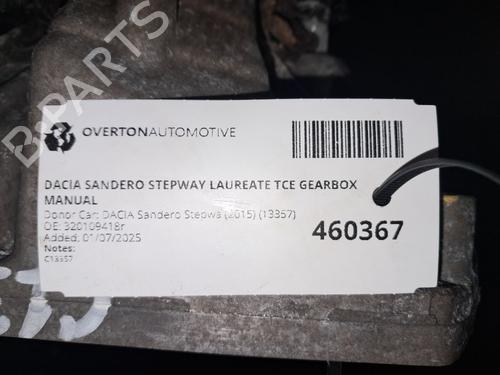 B-PARTS
OVERTONAUTOMOTIVE
DACIA SANDERO STEPWAY LAUREATE TCE GEARBOX
MANUAL
Donor Car: DACIA Sandero Stepwa (2015) (13357)
OE: 320109418r
Added: 01/07/2025
Notes:
C13357
460367